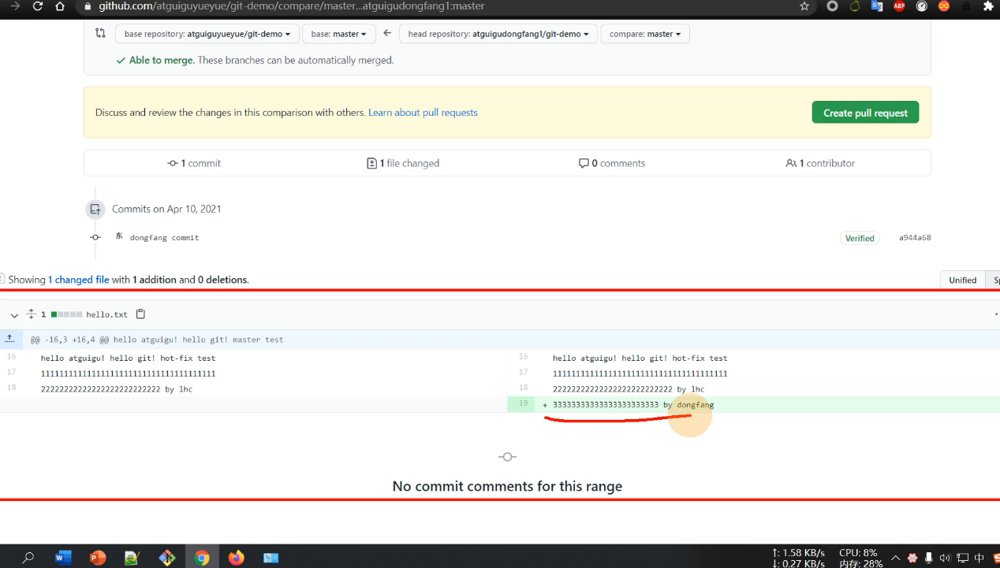 github.com/atguiguyueyue/git-demo/compare/master...atguigudongfang1:master
ABP
base repository: atguiguyueyue/git-demo
base: master
head repository: atguigudongfang1/git-demo
compare: master
Able to merge. These branches can be automatically merged.
Discuss and review the changes in this comparison with others. Learn about pull requests
Create pull request
1 commit
1 file changed
0 comments
1 contributor
Commits on Apr 10, 2021
东 dongfang commit
Verified
a944a68
Showing 1 changed file with 1 addition and 0 deletions.
Unified
Sp
1
hello.txt
@@ -16,3 +16,4 @@ hello atguigu! hello git! master test
16 hello atguigu! hello git! hot-fix test
16 hello atguigu! hello git! hot-fix test
17 11111111111111111111111111111111111111
17 11111111111111111111111111111111111111
18 22222222222222222222222222 by lhc
18 22222222222222222222222222 by lhc
19 + 33333333333333333333333 by dongfang
No commit comments for this range
↑: 1.58 KB/s
↓: 0.27 KB/s
CPU: 8%
内存: 28%
中